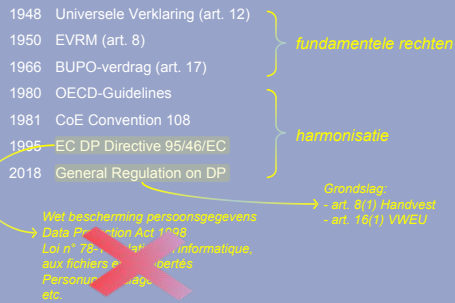 1948 Universele Verklaring (art. 12)
1950 EVRM (art. 8)
1966 BUPO-verdrag (art. 17)
fundamentele rechten
1980 OECD-Guidelines
1981 CoE Convention 108
1995 EC DP Directive 95/46/EC
2018 General Regulation on DP
harmonisatie
Grondslag:
- art. 8(1) Handvest
- art. 16(1) VWEU
Wet bescherming persoonsgegevens
Data Protection Act 1998
Loi n° 78- informatique,
aux fichiers
etc.